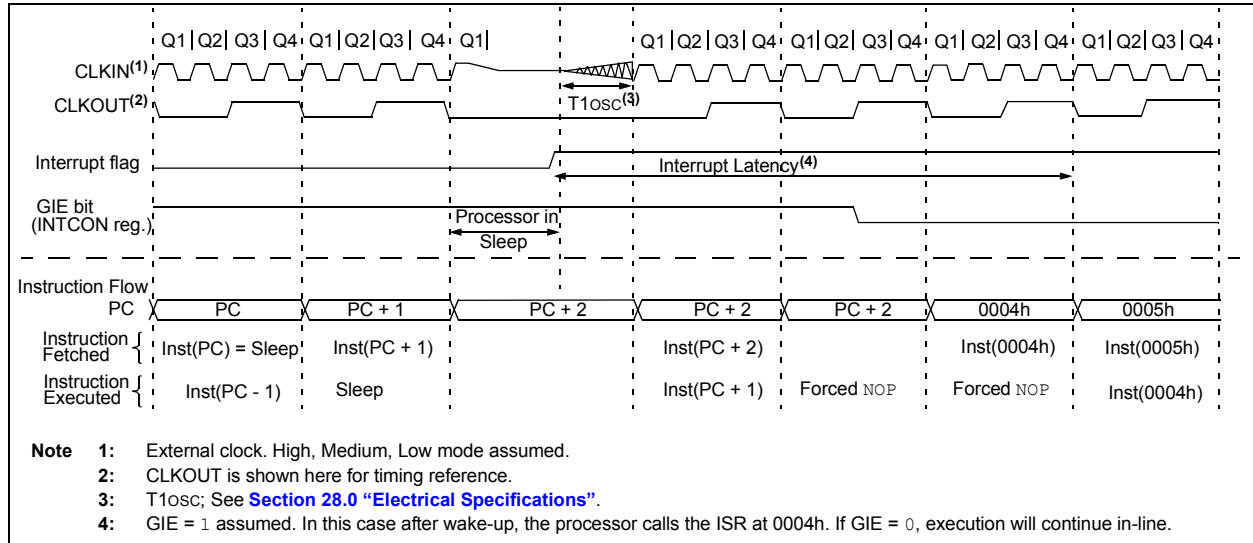 Q1| Q2| Q3| Q4 Q1| Q2| Q3| Q4 Q1| Q1| Q2| Q3| Q4 Q1| Q2| Q3| Q4 Q1| Q2| Q3| Q4 Q1| Q2| Q3| Q4
CLKIN(1)
CLKOUT(2)
T1OSC(3)
Interrupt flag
Interrupt Latency(4)
GIE bit
(INTCON reg.)
Processor in
Sleep
Instruction Flow
PC PC PC + 1 PC + 2 PC + 2 PC + 2 0004h 0005h
Instruction
Fetched
Inst(PC) = Sleep Inst(PC + 1) Inst(PC + 2) Inst(0004h) Inst(0005h)
Instruction
Executed
Inst(PC - 1) Sleep Inst(PC + 1) Forced NOP Forced NOP Inst(0004h)
Note 1: External clock. High, Medium, Low mode assumed.
2: CLKOUT is shown here for timing reference.
3: T1OSC; See Section 28.0 “Electrical Specifications”.
4: GIE = 1 assumed. In this case after wake-up, the processor calls the ISR at 0004h. If GIE = 0, execution will continue in-line.